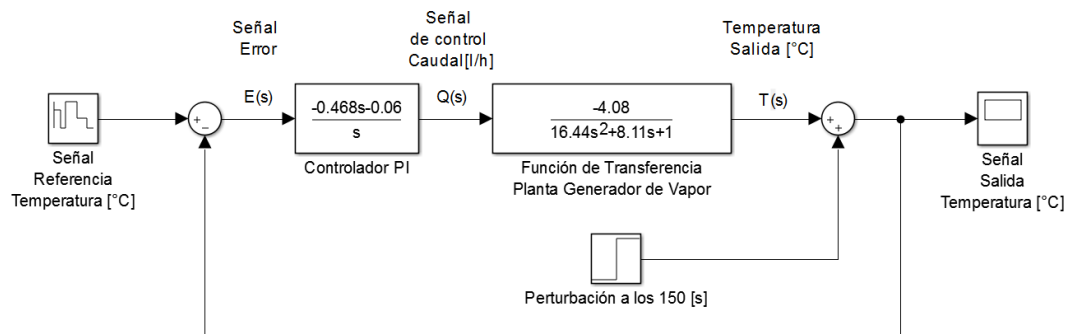 Señal
Error
Señal
de control
Caudal[l/h]
Temperatura
Salida [°C]
E(s)
Q(s)
T(s)
+
−
-0.468s-0.06
s
-4.08
16.44s²+8.11s+1
+
+
Señal
Referencia
Temperatura [°C]
Controlador PI
Función de Transferencia
Planta Generador de Vapor
Señal
Salida
Temperatura [°C]
Perturbación a los 150 [s]